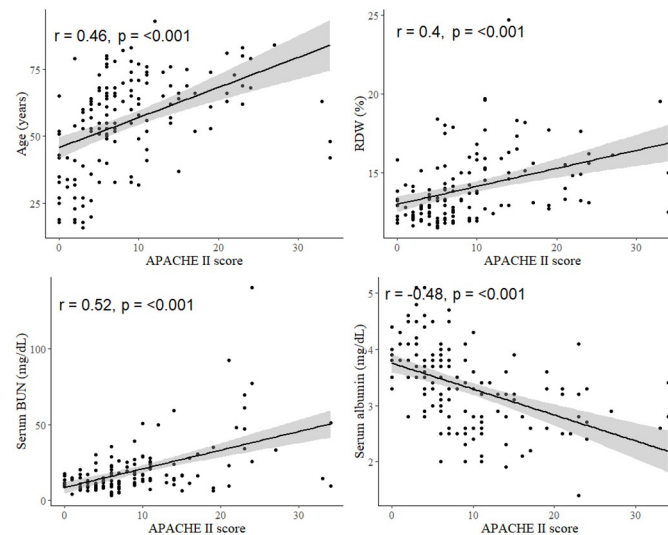 r = 0.46, p = <0.001
Age (years)
75
50
25
0
10
20
30
APACHE II score
r = 0.4, p = <0.001
RDW (%)
25
20
15
0
10
20
30
APACHE II score
r = 0.52, p = <0.001
Serum BUN (mg/dL)
100
50
0
0
10
20
30
APACHE II score
r = -0.48, p = <0.001
Serum albumin (mg/dL)
5
4
3
2
0
10
20
30
APACHE II score